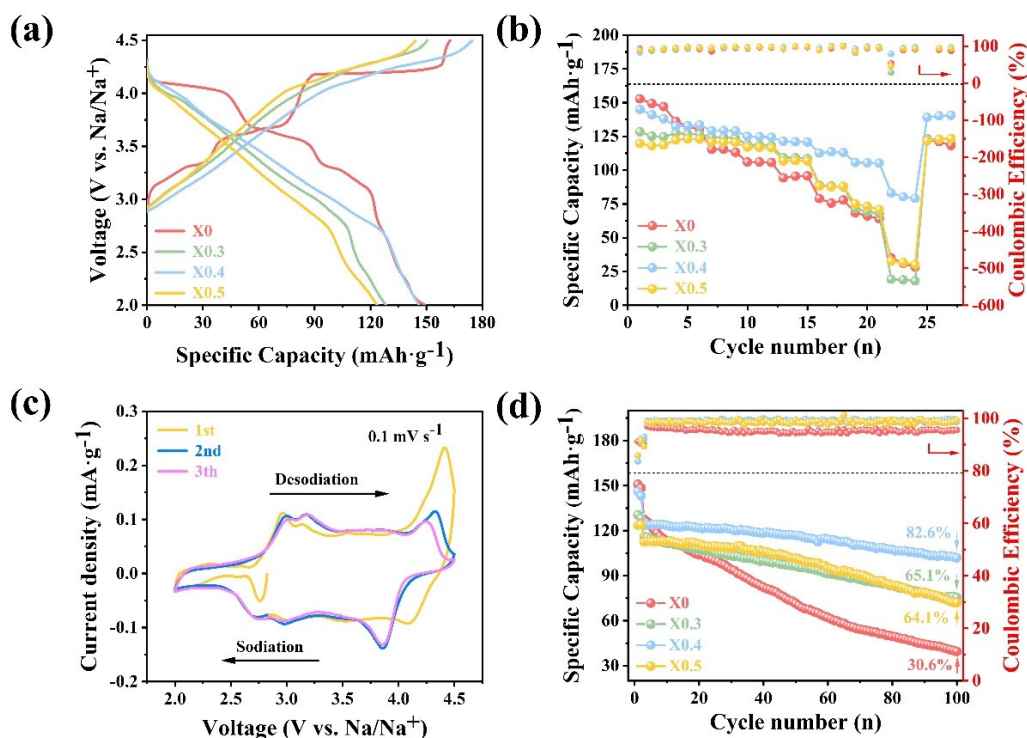 (a)
4.5
4.0
3.5
3.0
2.5
2.0
Voltage (V vs. Na/Na⁺)
X0
X0.3
X0.4
X0.5
0 30 60 90 120 150 180
Specific Capacity (mAh·g⁻¹)
(b)
200
175
150
125
100
75
50
25
0
Specific Capacity (mAh·g⁻¹)
X0
X0.3
X0.4
X0.5
0 5 10 15 20 25
Cycle number (n)
100
0
-100
-200
-300
-400
-500
-600
Coulombic Efficiency (%)
(c)
0.3
0.2
0.1
0.0
-0.1
-0.2
Current density (mA·g⁻¹)
1st
2nd
3th
0.1 mV s⁻¹
Desodiation
Sodiation
2.0 2.5 3.0 3.5 4.0 4.5
Voltage (V vs. Na/Na⁺)
(d)
180
150
120
90
60
30
Specific Capacity (mAh·g⁻¹)
82.6%
65.1%
64.1%
30.6%
X0
X0.3
X0.4
X0.5
0 20 40 60 80 100
Cycle number (n)
100
80
60
40
20
10
0
Coulombic Efficiency (%)